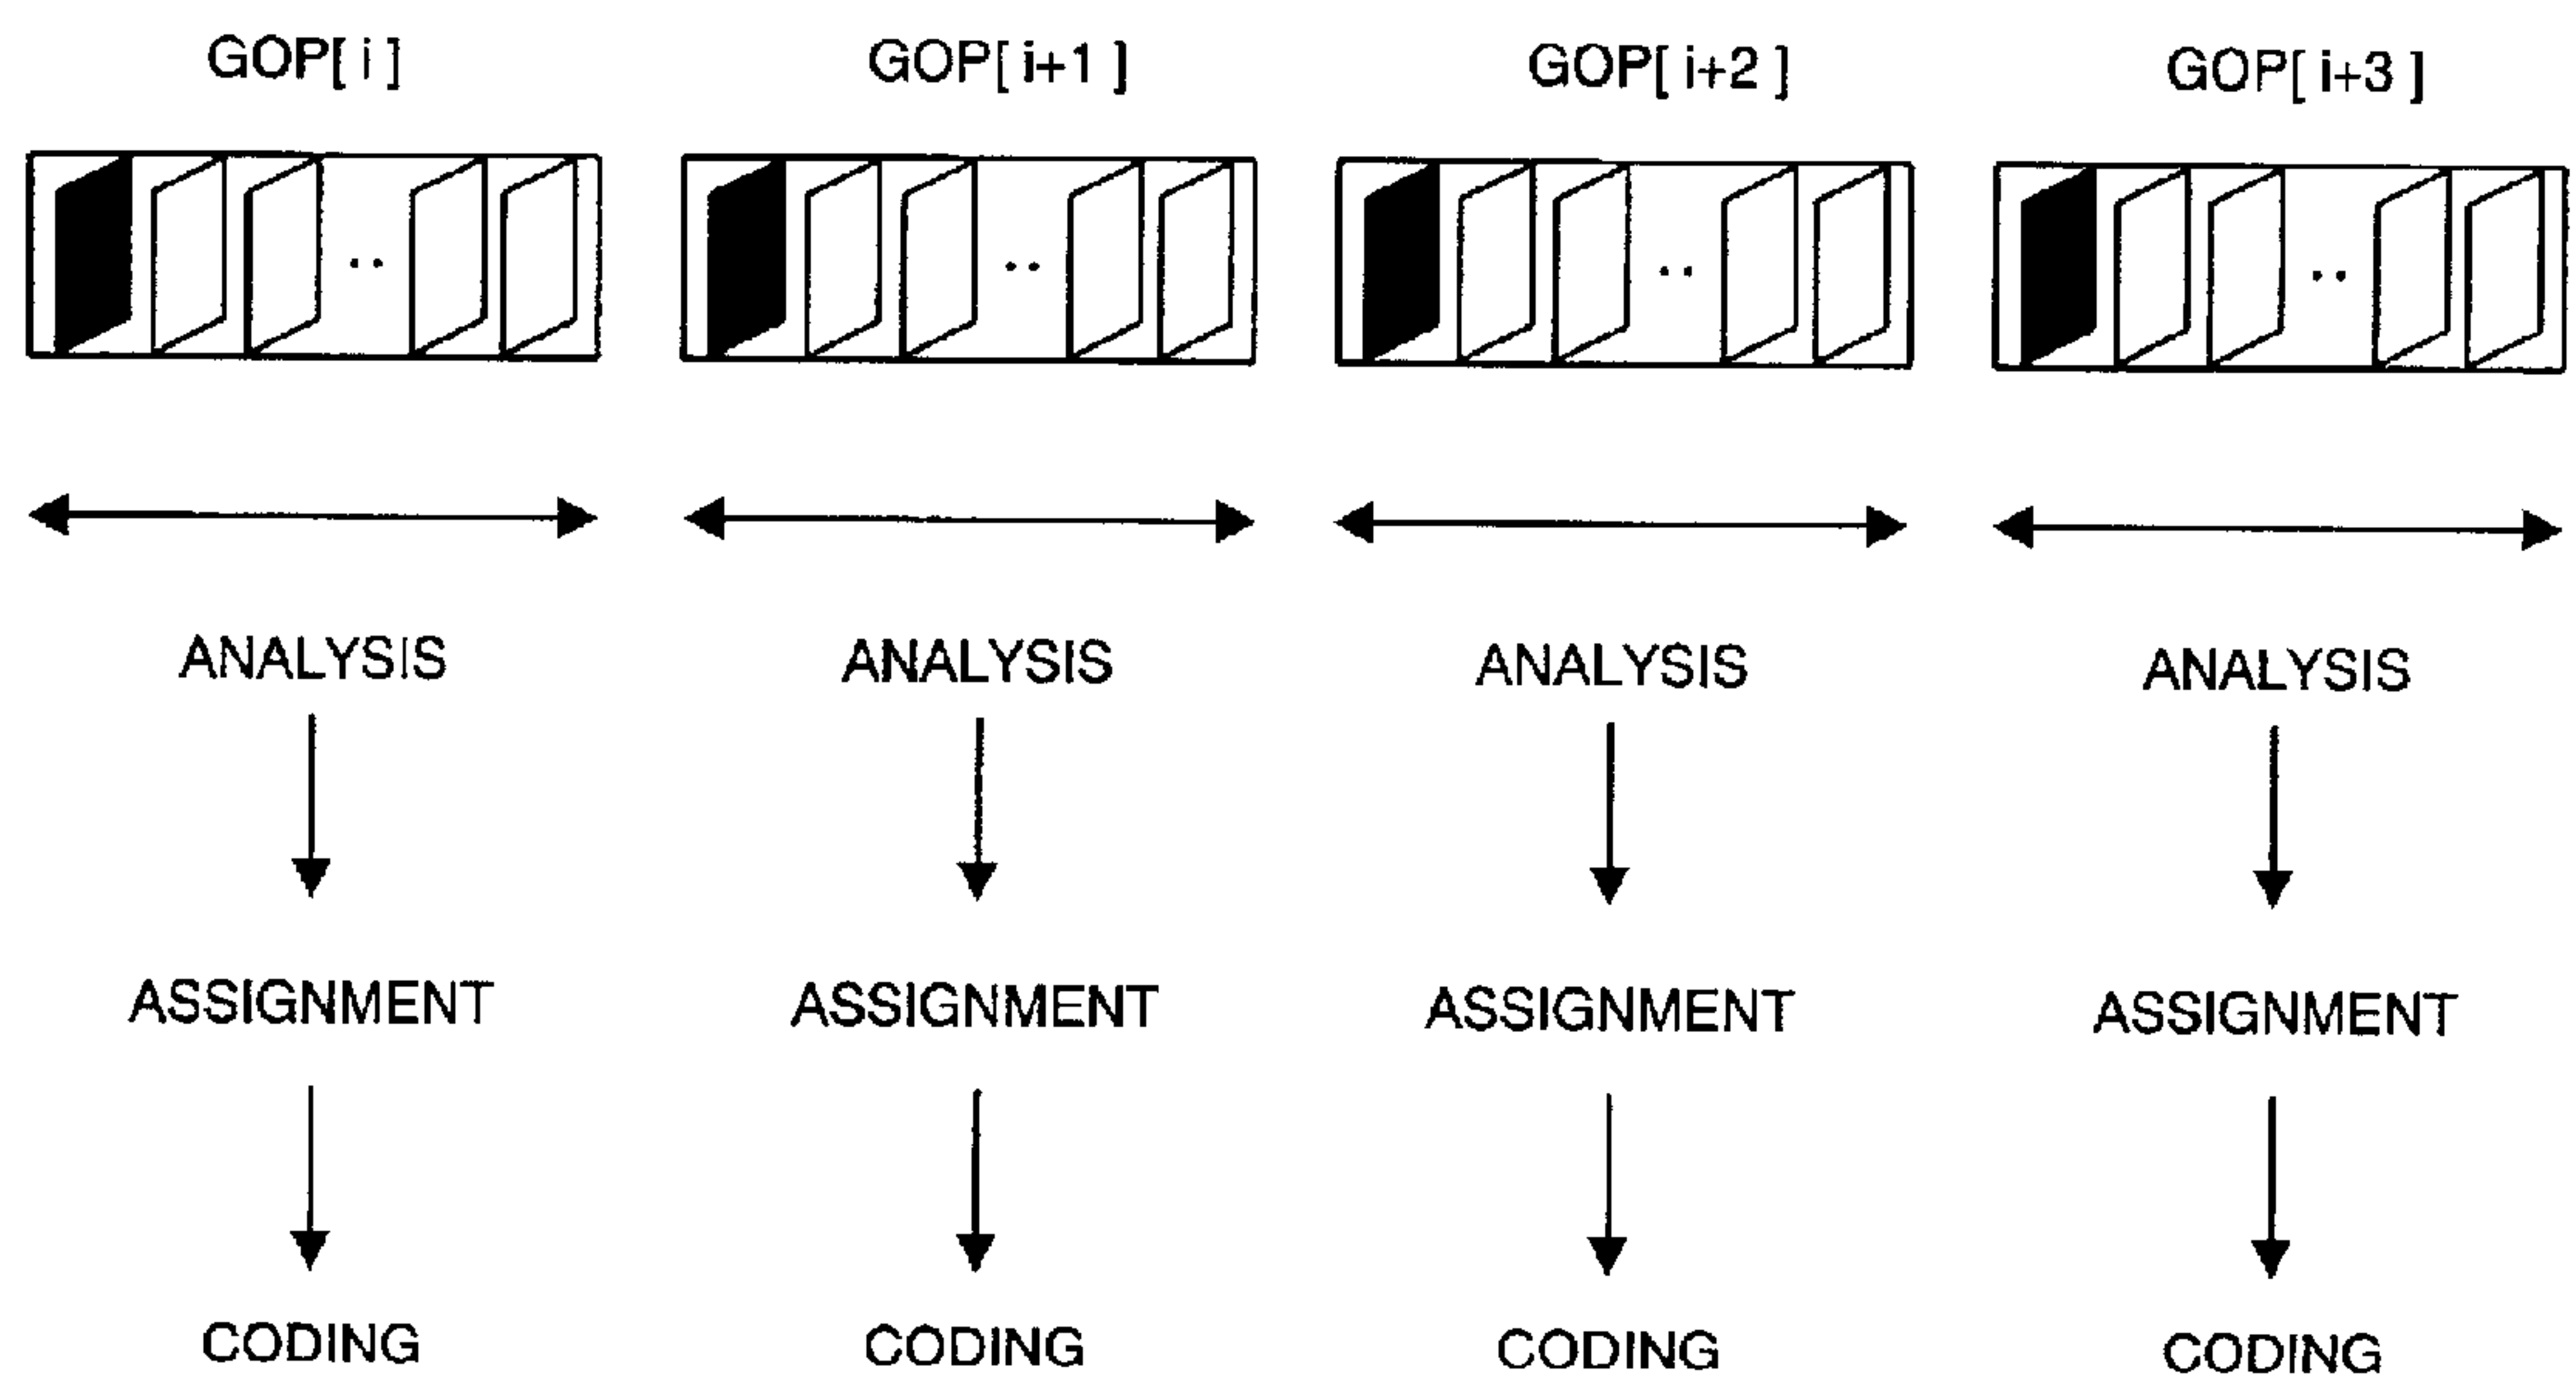 GOP[ i ] GOP[ i+1 ] GOP[ i+2 ] GOP[ i+3 ]
ANALYSIS ANALYSIS ANALYSIS ANALYSIS
ASSIGNMENT ASSIGNMENT ASSIGNMENT ASSIGNMENT
CODING CODING CODING CODING